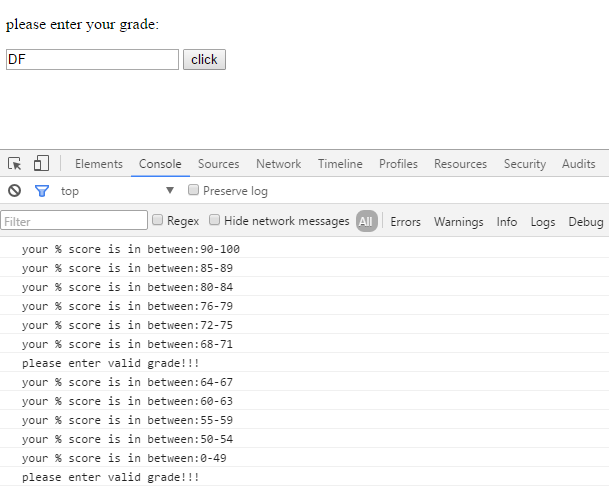 please enter your grade:
DF click
Elements Console Sources Network Timeline Profiles Resources Security Audits
top Preserve log
Filter Regex Hide network messages All Errors Warnings Info Logs Debug
your % score is in between:90-100
your % score is in between:85-89
your % score is in between:80-84
your % score is in between:76-79
your % score is in between:72-75
your % score is in between:68-71
please enter valid grade!!!
your % score is in between:64-67
your % score is in between:60-63
your % score is in between:55-59
your % score is in between:50-54
your % score is in between:0-49
please enter valid grade!!!